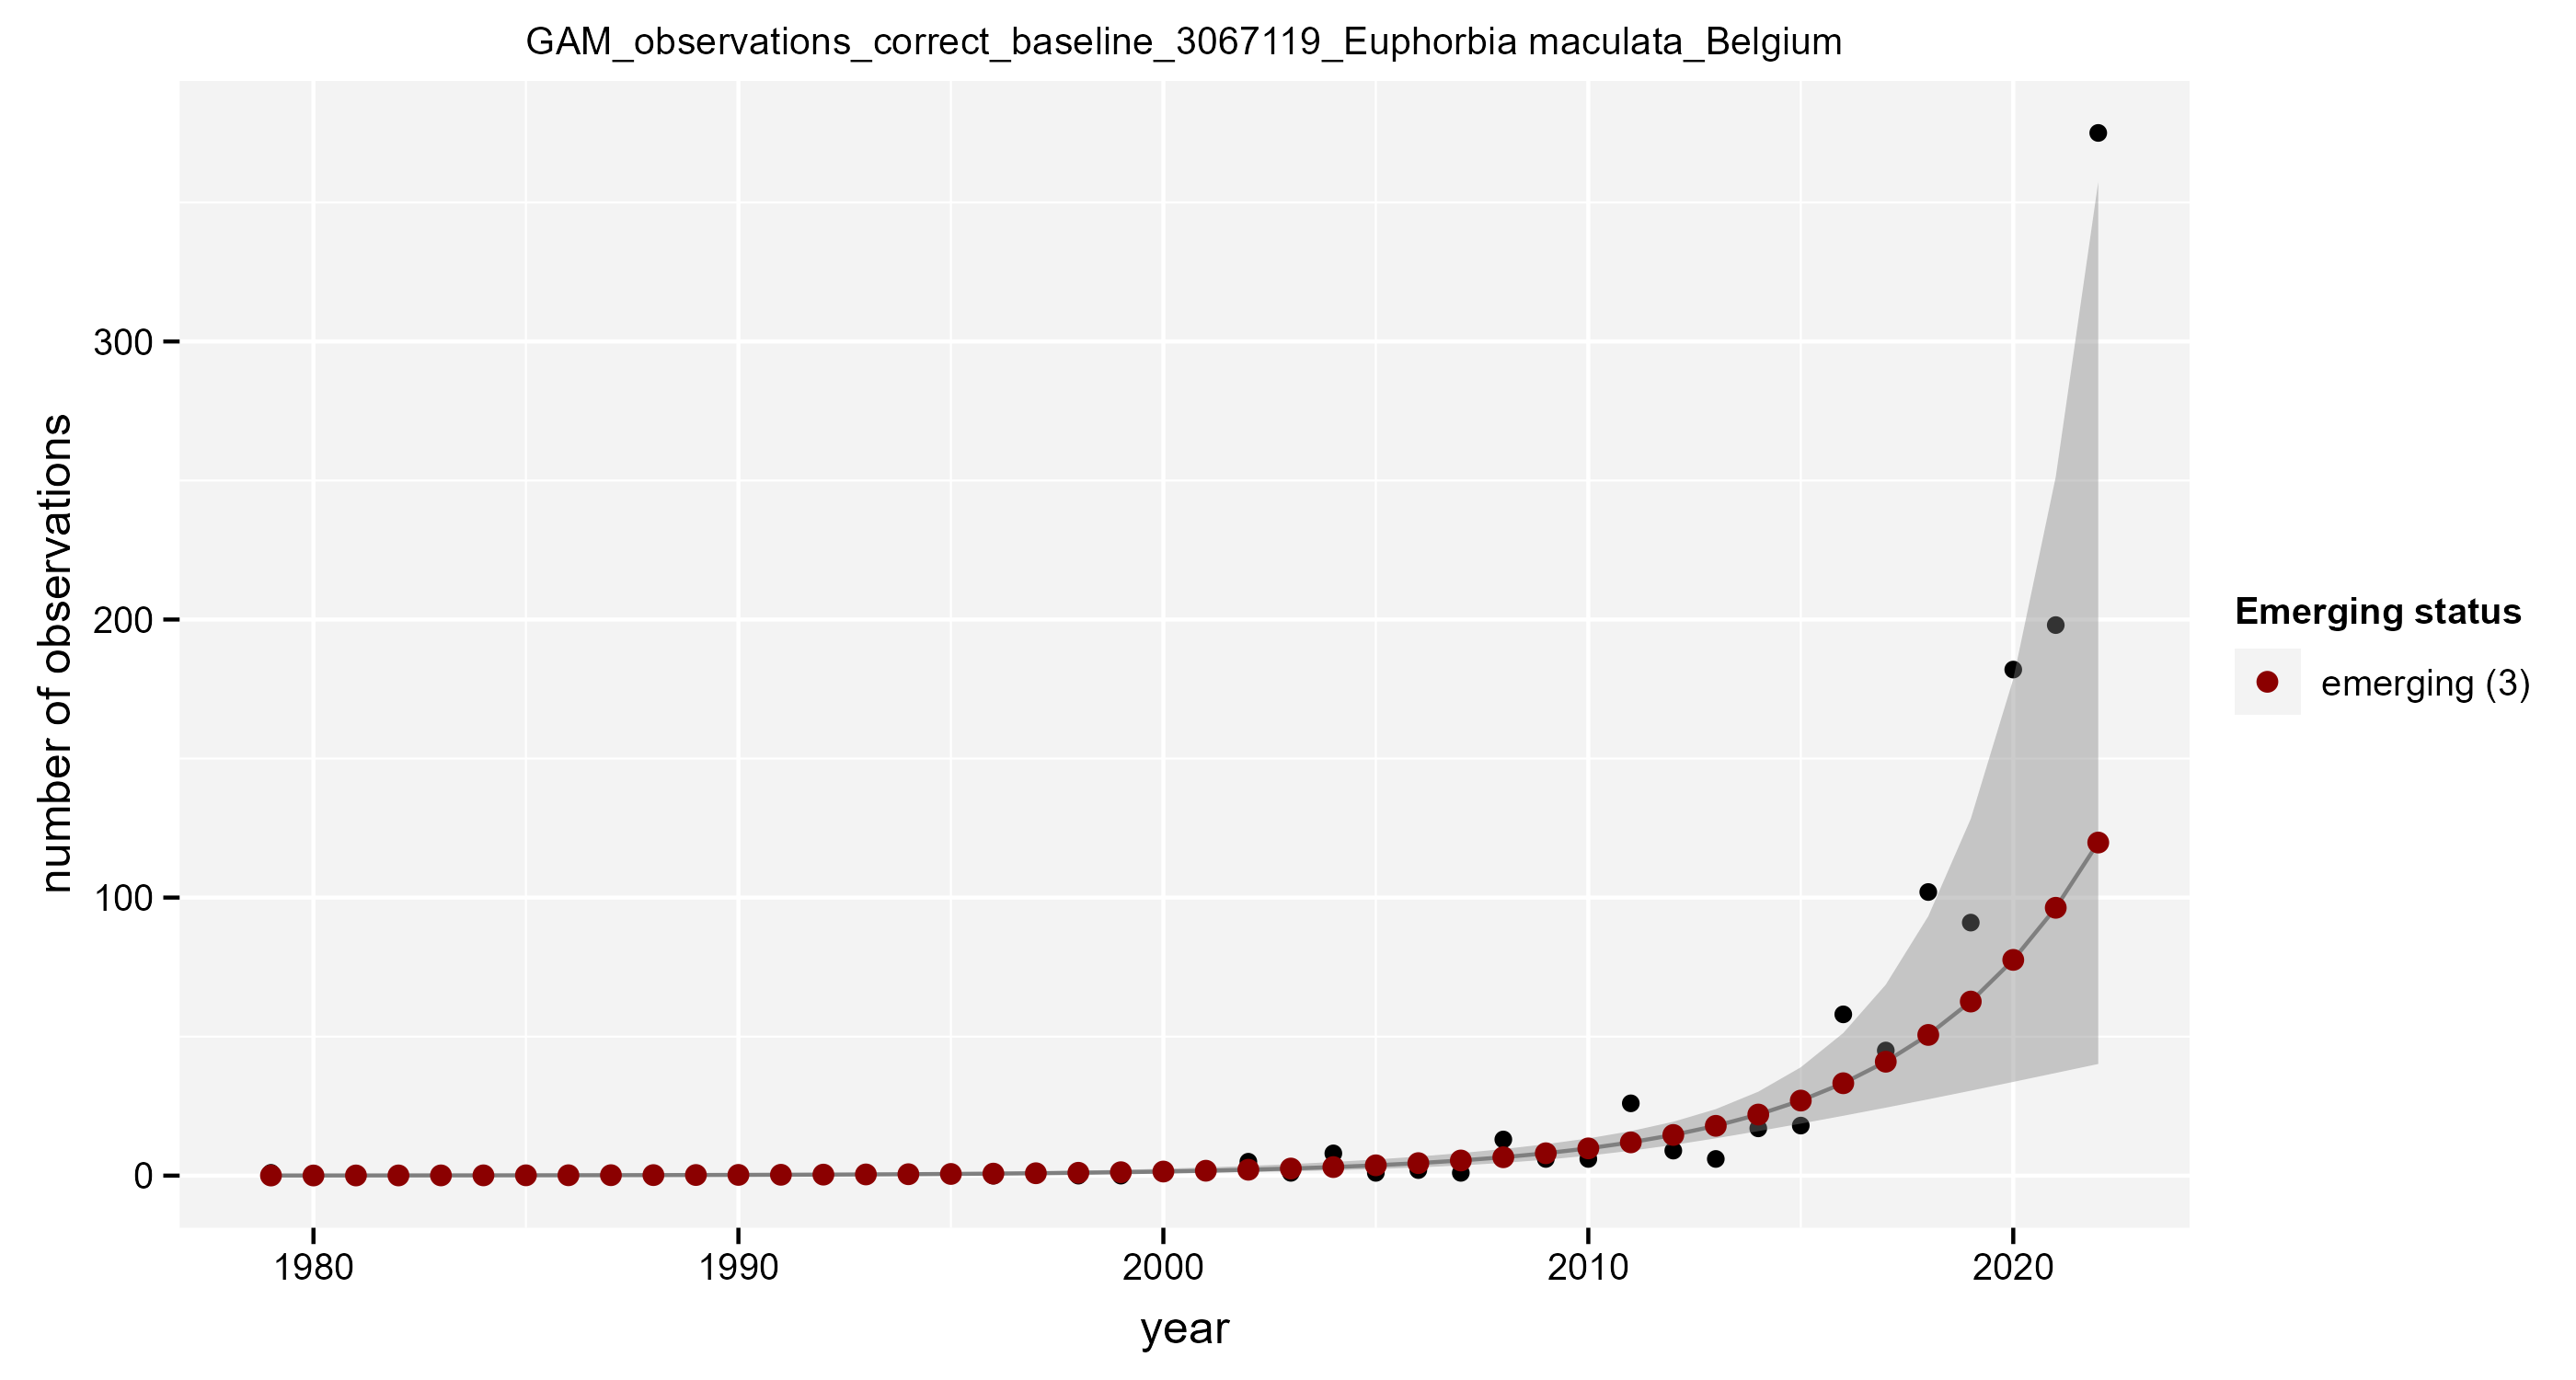 GAM_observations_correct_baseline_3067119_Euphorbia maculata_Belgium
number of observations
300
200
100
0
1980 1990 2000 2010 2020
year
Emerging status
emerging (3)